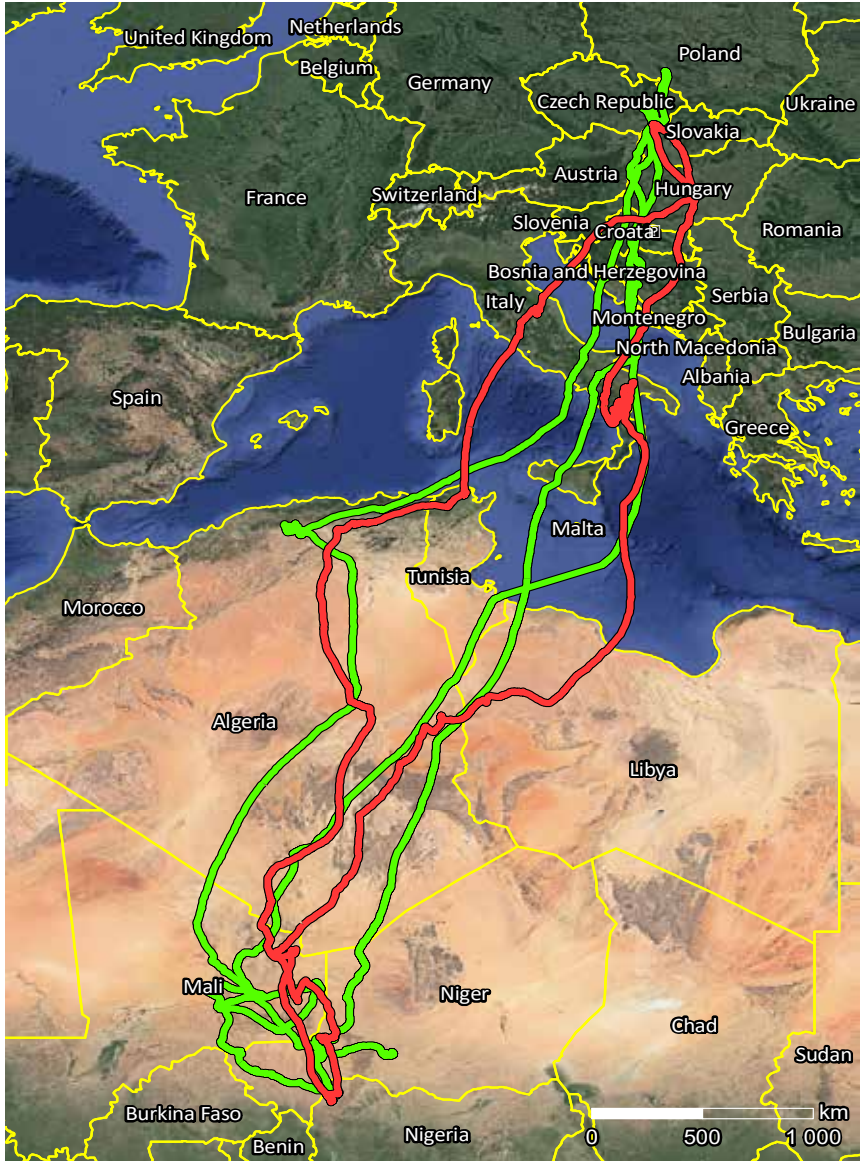 Netherlands
United Kingdom
Poland
Belgium
Germany
Czech Republic
Ukraine
Slovakia
Austria
Switzerland
Hungary
France
Slovenia
Croata
Romania
Bosnia and Herzegovina
Italy
Serbia
Montenegro
Bulgaria
North Macedonia
Albania
Spain
Greece
Malta
Tunisia
Morocco
Algeria
Libya
Mali
Niger
Chad
Sudan
Burkina Faso
km
Nigeria
0 500 1 000
Benin